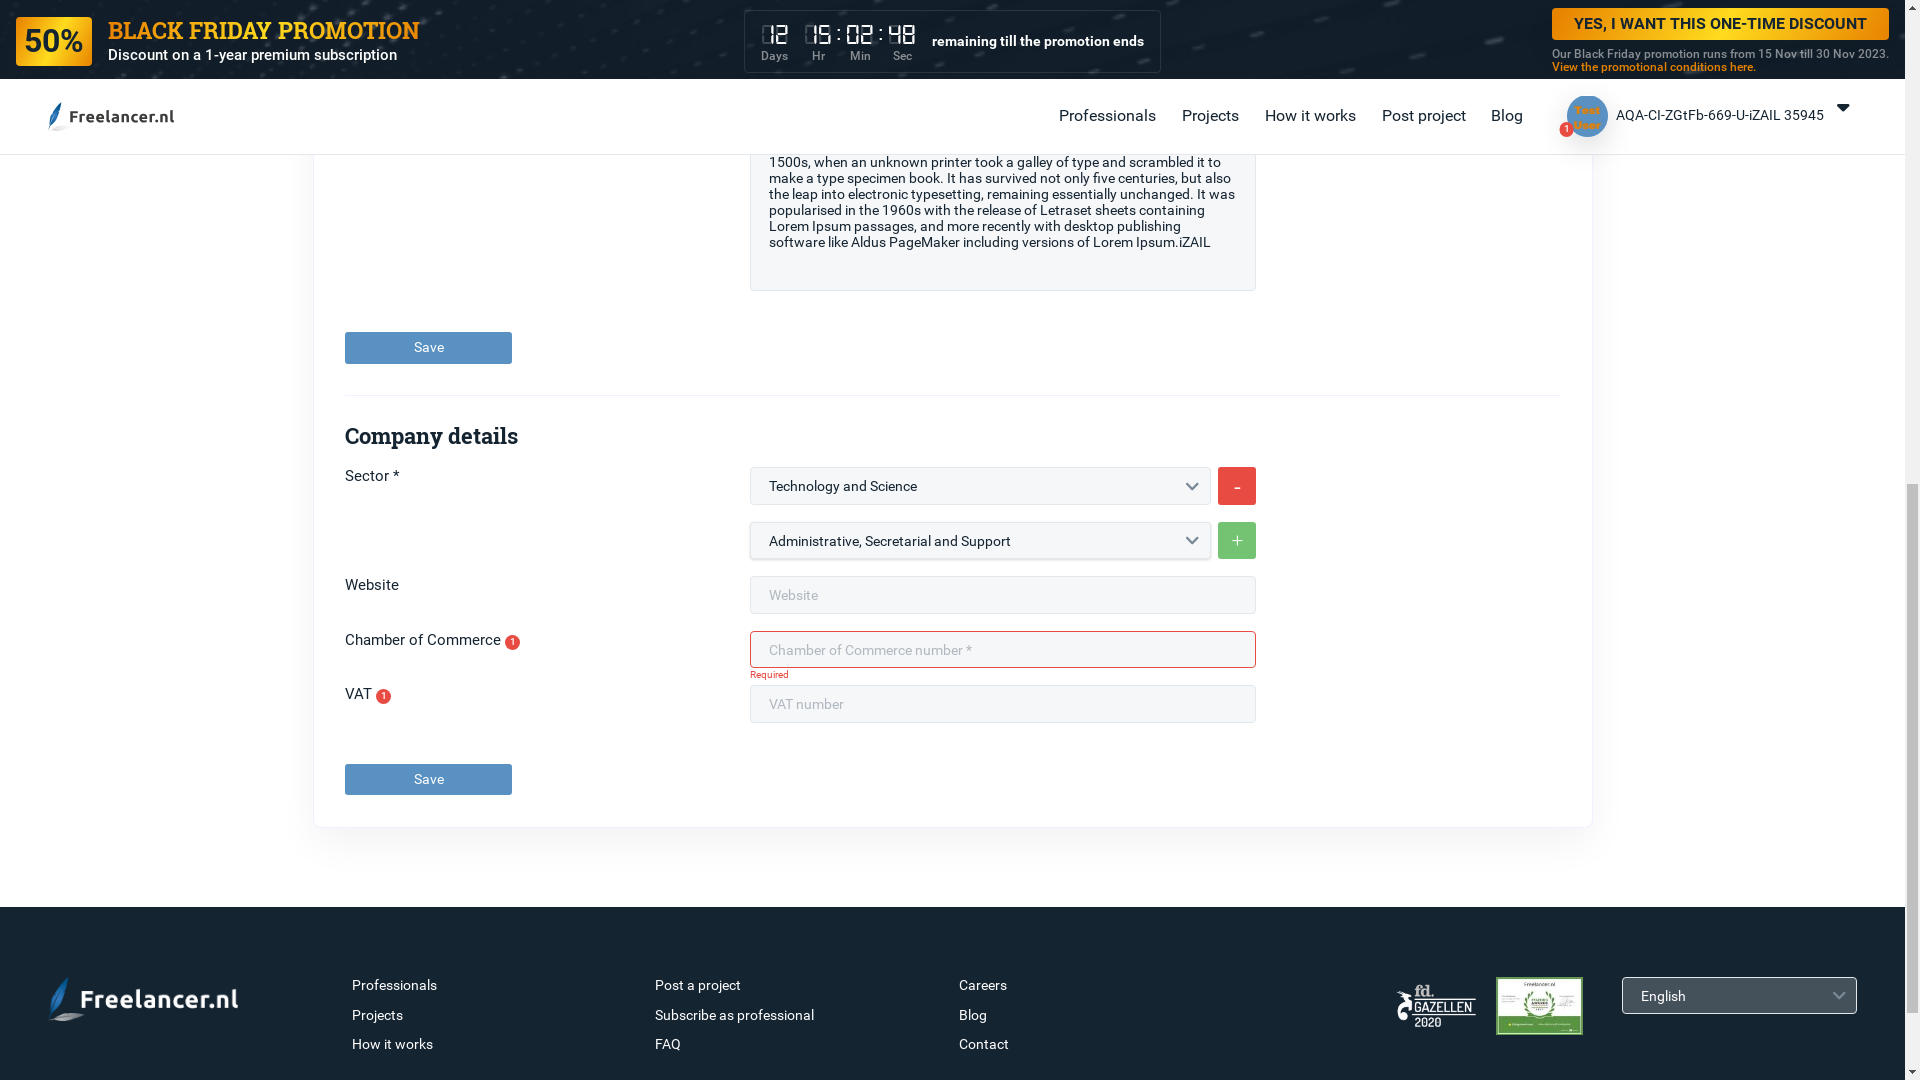 50%
BLACK FRIDAY PROMOTION
Discount on a 1-year premium subscription
12 15 : 02 : 48
Days Hr Min Sec
remaining till the promotion ends
YES, I WANT THIS ONE-TIME DISCOUNT
Our Black Friday promotion runs from 15 Nov till 30 Nov 2023.
View the promotional conditions here.
Freelancer.nl
Professionals
Projects
How it works
Post project
Blog
Test
User
1
AQA-CI-ZGtFb-669-U-iZAIL 35945
1500s, when an unknown printer took a galley of type and scrambled it to
make a type specimen book. It has survived not only five centuries, but also
the leap into electronic typesetting, remaining essentially unchanged. It was
popularised in the 1960s with the release of Letraset sheets containing
Lorem Ipsum passages, and more recently with desktop publishing
software like Aldus PageMaker including versions of Lorem Ipsum.iZAIL
Save
Company details
Sector *
Technology and Science
-
Administrative, Secretarial and Support
+
Website
Website
Chamber of Commerce 1
Chamber of Commerce number *
Required
VAT 1
VAT number
Save
Freelancer.nl
Professionals
Projects
How it works
Post a project
Subscribe as professional
FAQ
Careers
Blog
Contact
fd.
GAZELLEN
2020
Freelancer.nl
English